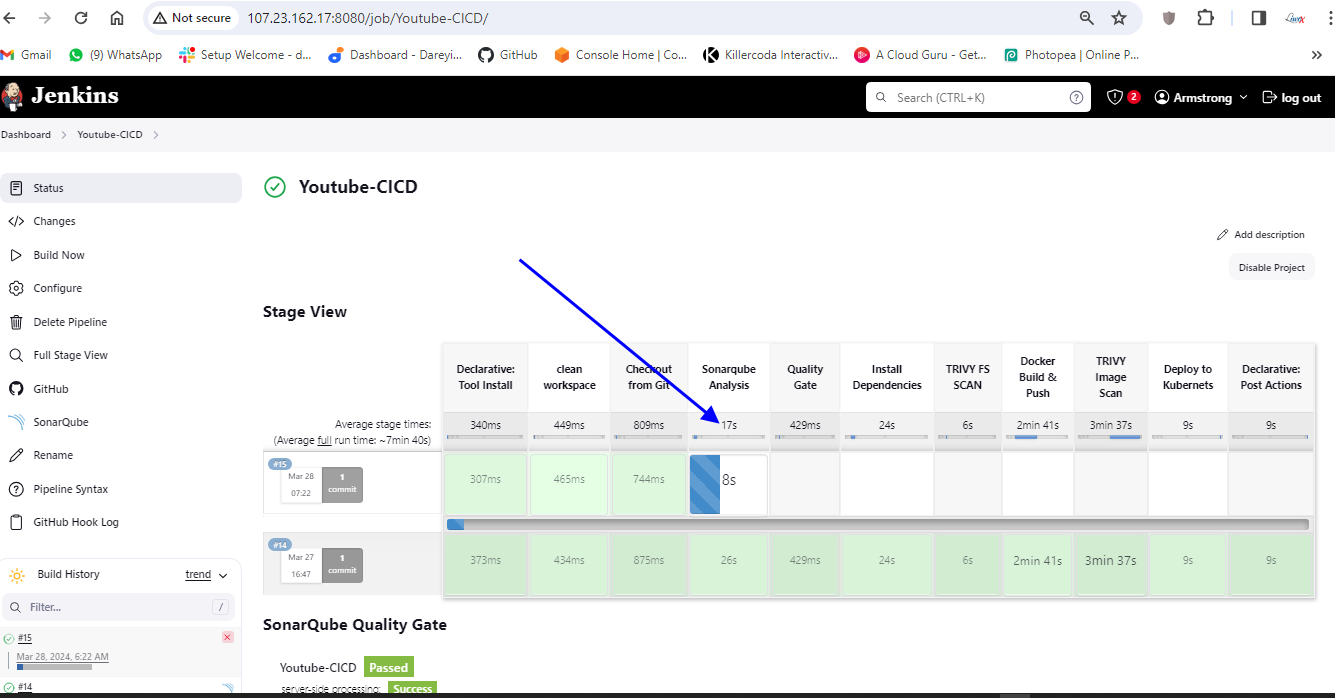 Not secure 107.23.162.17:8080/job/Youtube-CICD/
Gmail (9) WhatsApp Setup Welcome - d... Dashboard - Dareyi... GitHub Console Home | Co... Killercoda Interactiv... A Cloud Guru - Get... Photopea | Online P... »
Jenkins Search (CTRL+K) ? 2 Armstrong log out
Dashboard > Youtube-CICD >
Status
Changes
Build Now
Configure
Delete Pipeline
Full Stage View
GitHub
SonarQube
Rename
Pipeline Syntax
GitHub Hook Log
Build History trend
Filter... /
#15
Mar 28, 2024, 6:22 AM
#14
Youtube-CICD
Add description
Disable Project
Stage View
Declarative: Tool Install
clean workspace
Checkout from Git
Sonarqube Analysis
Quality Gate
Install Dependencies
TRIVY FS SCAN
Docker Build & Push
TRIVY Image Scan
Deploy to Kubernetes
Declarative: Post Actions
Average stage times:
(Average full run time: ~7min 40s)
340ms 449ms 809ms 17s 429ms 24s 6s 2min 41s 3min 37s 9s 9s
#15
Mar 28 1
07:22 commit
307ms 465ms 744ms 8s
#14
Mar 27 1
16:47 commit
373ms 434ms 875ms 26s 429ms 24s 6s 2min 41s 3min 37s 9s 9s
SonarQube Quality Gate
Youtube-CICD Passed
server-side processing: Success